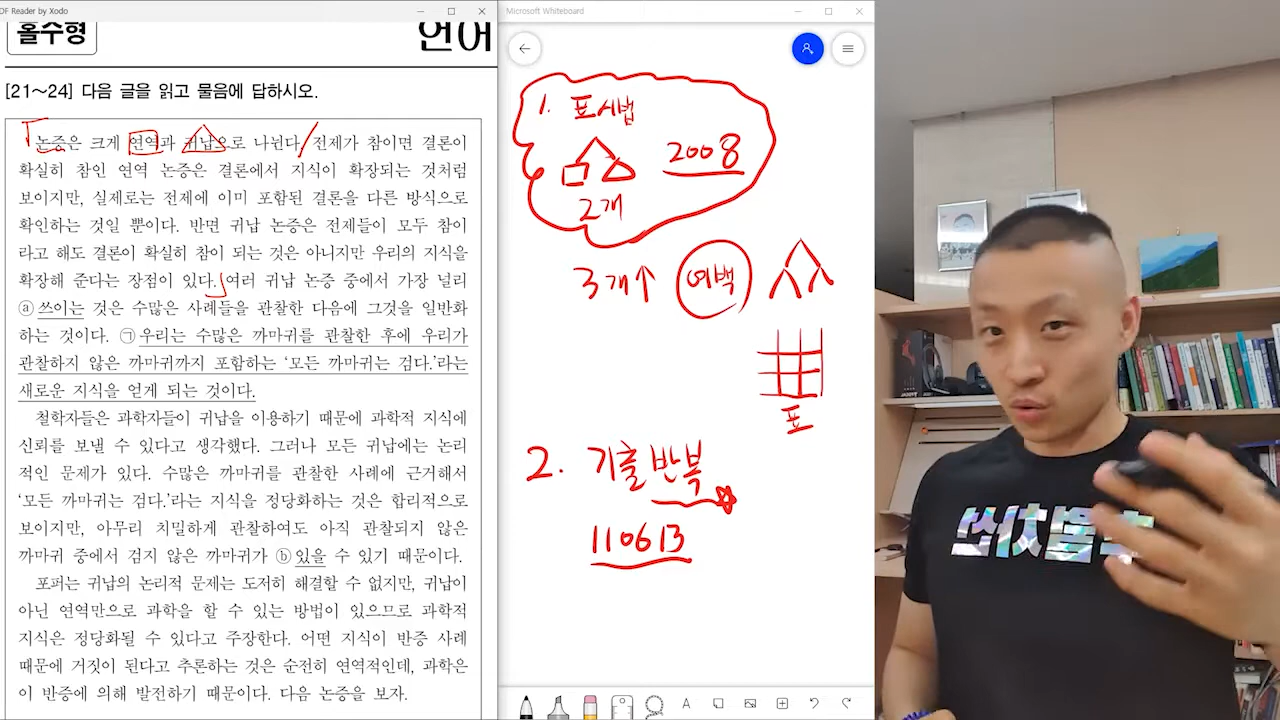 DF Reader by Xodo
홀수형
언어
[21～24] 다음 글을 읽고 물음에 답하시오.
논증은 크게 연역과 귀납으로 나뉜다. 전제가 참이면 결론이
확실히 참인 연역 논증은 결론에서 지식이 확장되는 것처럼
보이지만, 실제로는 전제에 이미 포함된 결론을 다른 방식으로
확인하는 것일 뿐이다. 반면 귀납 논증은 전제들이 모두 참이
라고 해도 결론이 확실히 참이 되는 것은 아니지만 우리의 지식을
확장해 준다는 장점이 있다. 여러 귀납 논증 중에서 가장 널리
ⓐ 쓰이는 것은 수많은 사례들을 관찰한 다음에 그것을 일반화
하는 것이다. ㉠ 우리는 수많은 까마귀를 관찰한 후에 우리가
관찰하지 않은 까마귀까지 포함하는 ‘모든 까마귀는 검다.’라는
새로운 지식을 얻게 되는 것이다.
철학자들은 과학자들이 귀납을 이용하기 때문에 과학적 지식에
신뢰를 보낼 수 있다고 생각했다. 그러나 모든 귀납에는 논리
적인 문제가 있다. 수많은 까마귀를 관찰한 사례에 근거해서
‘모든 까마귀는 검다.’라는 지식을 정당화하는 것은 합리적으로
보이지만, 아무리 치밀하게 관찰하여도 아직 관찰되지 않은
까마귀 중에서 검지 않은 까마귀가 ⓑ 있을 수 있기 때문이다.
포퍼는 귀납의 논리적 문제는 도저히 해결할 수 없지만, 귀납이
아닌 연역만으로 과학을 할 수 있는 방법이 있으므로 과학적
지식은 정당화될 수 있다고 주장한다. 어떤 지식이 반증 사례
때문에 거짓이 된다고 추론하는 것은 순전히 연역적인데, 과학은
이 반증에 의해 발전하기 때문이다. 다음 논증을 보자.
Microsoft Whiteboard
1. 표시법
2008
2개
3개↑ 여백
표
2. 기출 반복
110613
A